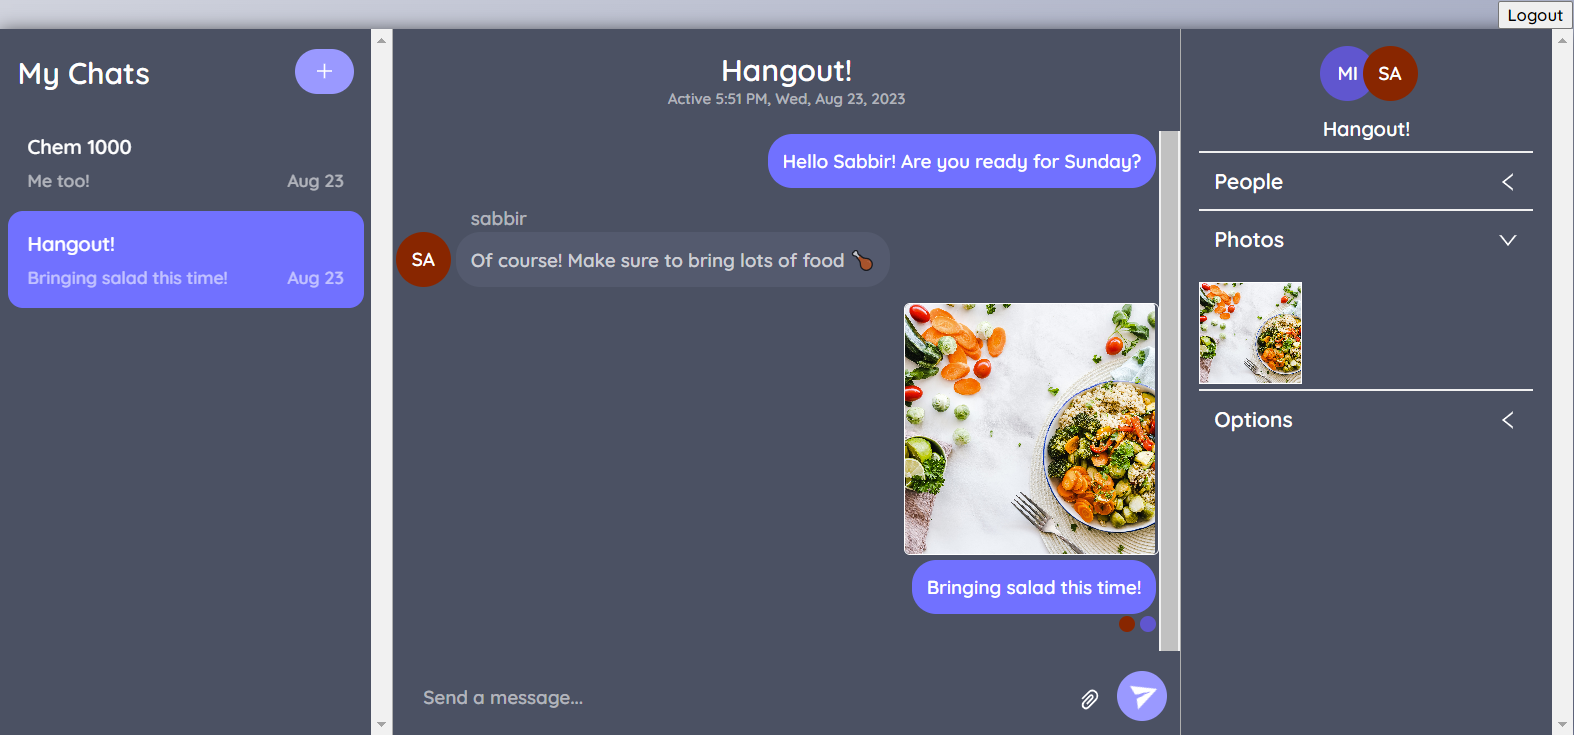 Logout
My Chats
+
Chem 1000
Me too! Aug 23
Hangout!
Bringing salad this time! Aug 23
Hangout!
Active 5:51 PM, Wed, Aug 23, 2023
Hello Sabbir! Are you ready for Sunday?
sabbir
SA
Of course! Make sure to bring lots of food 🍗
Bringing salad this time!
Send a message...
MI SA
Hangout!
People
Photos
Options